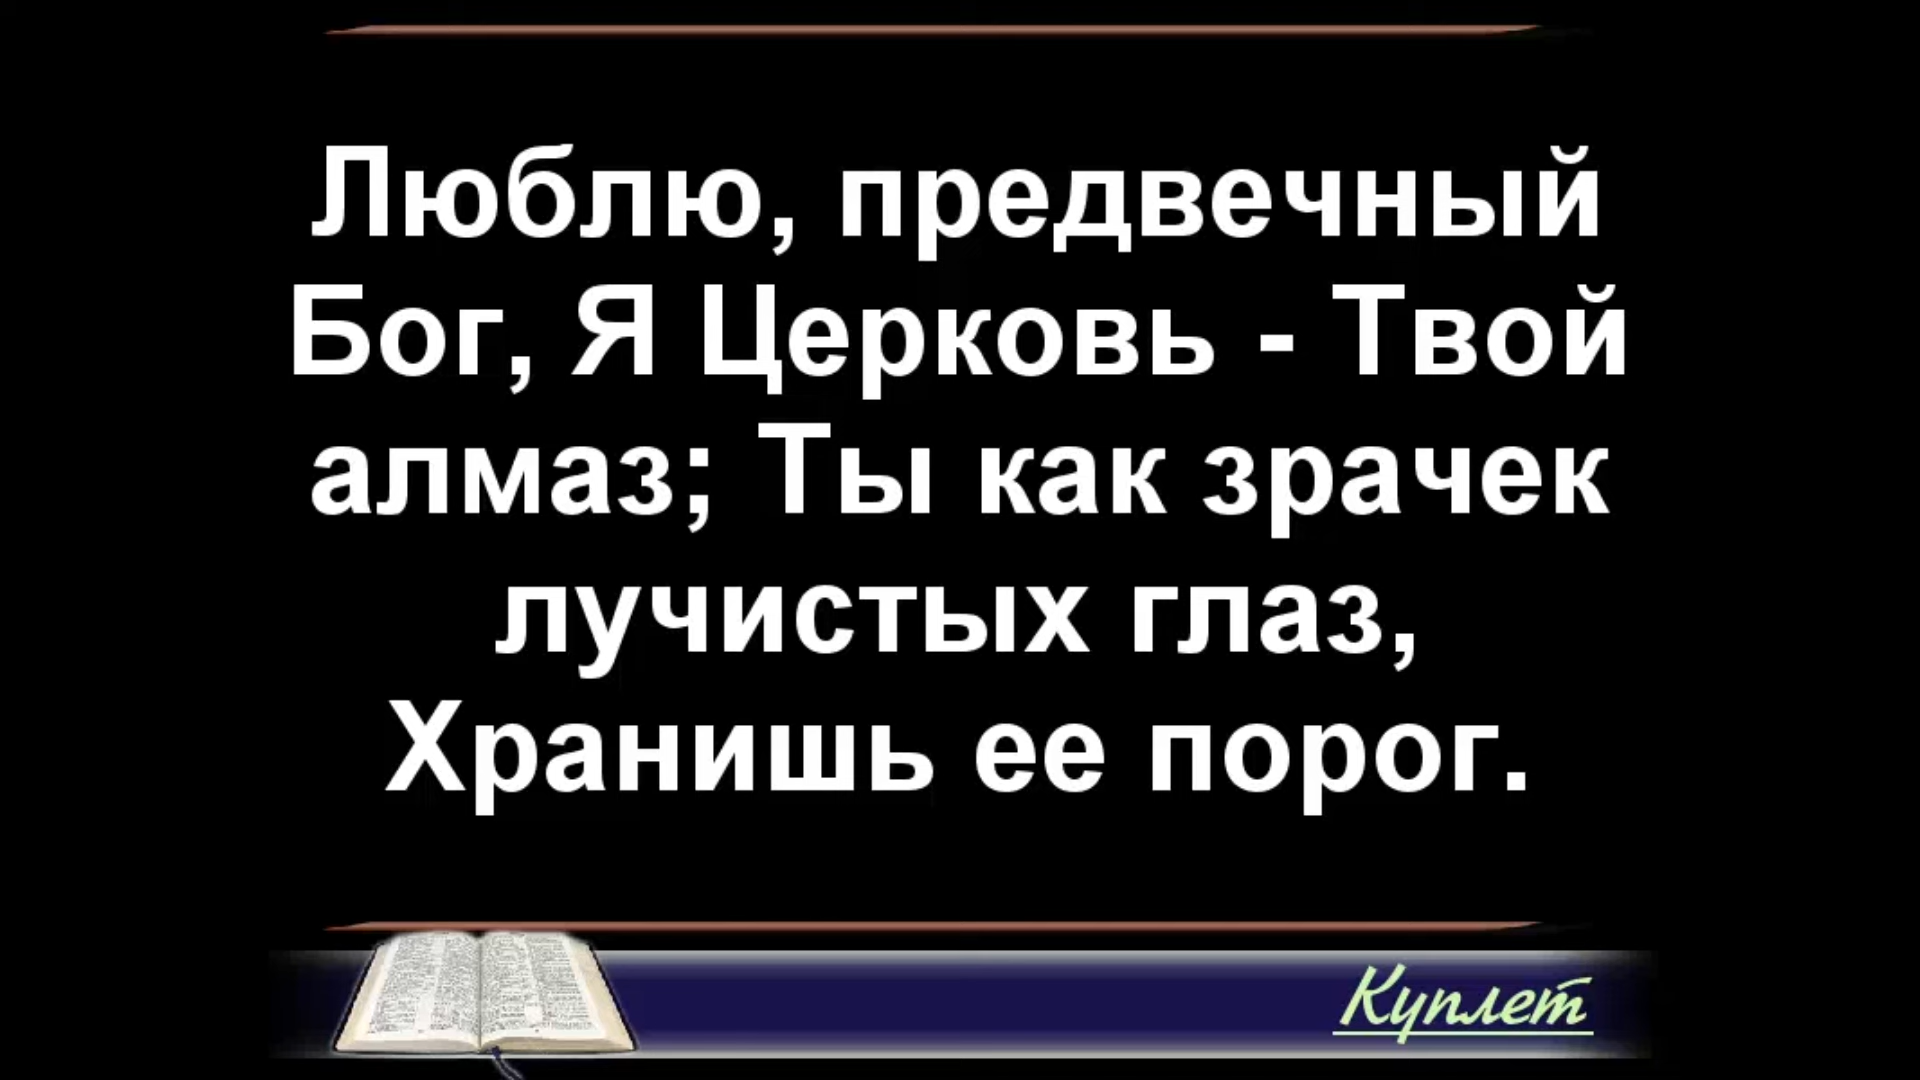 Люблю, предвечный
Бог, Я Церковь - Твой
алмаз; Ты как зрачек
лучистых глаз,
Хранишь ее порог.
Куплет